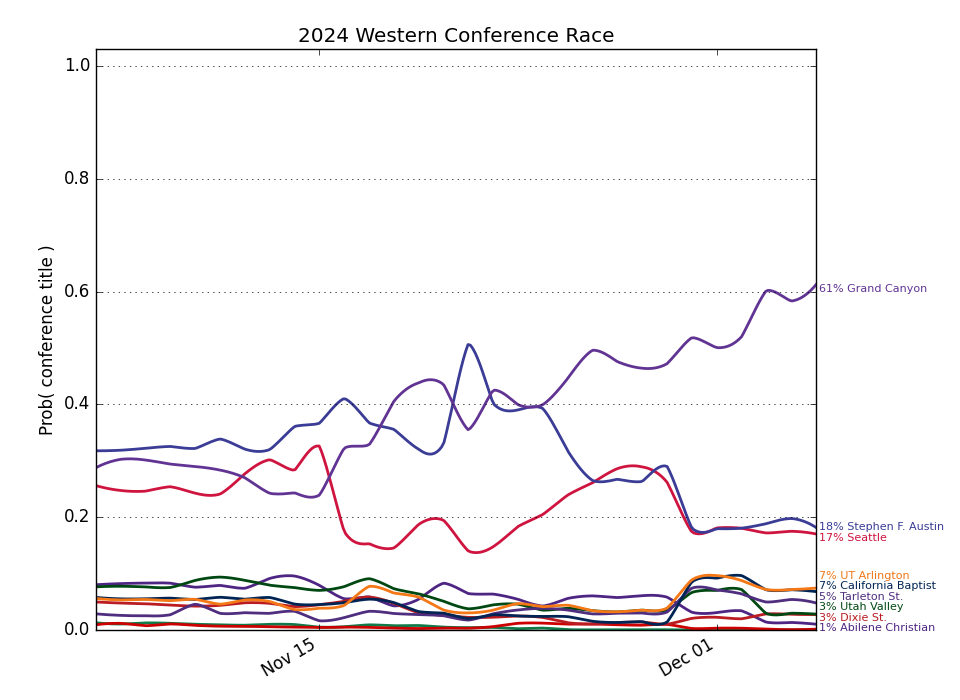 2024 Western Conference Race
Prob( conference title )
1.0
0.8
0.6
0.4
0.2
0.0
Nov 15
Dec 01
61% Grand Canyon
18% Stephen F. Austin
17% Seattle
7% UT Arlington
7% California Baptist
5% Tarleton St.
3% Utah Valley
3% Dixie St.
1% Abilene Christian